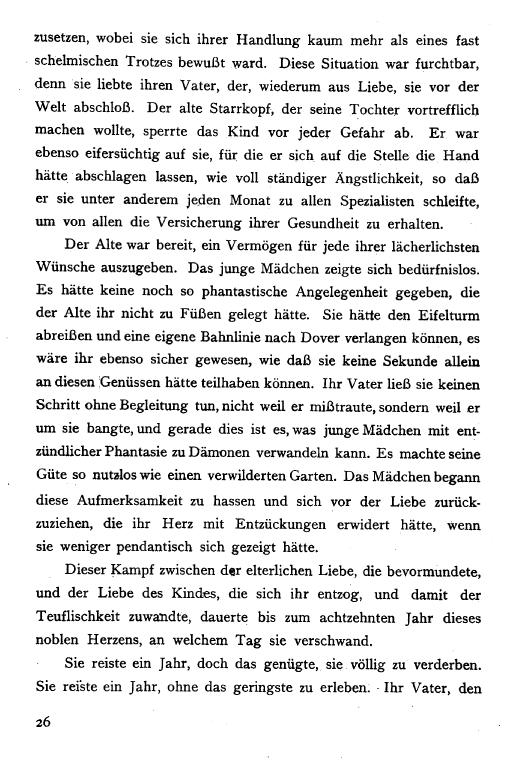 zusetzen, wobei sie sich ihrer Handlung kaum mehr als eines fast
schelmischen Trotzes bewußt ward. Diese Situation war furchtbar,
denn sie liebte ihren Vater, der, wiederum aus Liebe, sie vor der
Welt abschloß. Der alte Starrkopf, der seine Tochter vortrefflich
machen wollte, sperrte das Kind vor jeder Gefahr ab. Er war
ebenso eifersüchtig auf sie, für die er sich auf die Stelle die Hand
hätte abschlagen lassen, wie voll ständiger Ängstlichkeit, so daß
er sie unter anderem jeden Monat zu allen Spezialisten schleifte,
um von allen die Versicherung ihrer Gesundheit zu erhalten.
Der Alte war bereit, ein Vermögen für jede ihrer lächerlichsten
Wünsche auszugeben. Das junge Mädchen zeigte sich bedürfnislos.
Es hätte keine noch so phantastische Angelegenheit gegeben, die
der Alte ihr nicht zu Füßen gelegt hätte. Sie hätte den Eifelturm
abreißen und eine eigene Bahnlinie nach Dover verlangen können, es
wäre ihr ebenso sicher gewesen, wie daß sie keine Sekunde allein
an diesen Genüssen hätte teilhaben können. Ihr Vater ließ sie keinen
Schritt ohne Begleitung tun, nicht weil er mißtraute, sondern weil er
um sie bangte, und gerade dies ist es, was junge Mädchen mit ent-
zündlicher Phantasie zu Dämonen verwandeln kann. Es machte seine
Güte so nutzlos wie einen verwilderten Garten. Das Mädchen begann
diese Aufmerksamkeit zu hassen und sich vor der Liebe zurück-
zuziehen, die ihr Herz mit Entzückungen erwidert hätte, wenn
sie weniger pendantisch sich gezeigt hätte.
Dieser Kampf zwischen der elterlichen Liebe, die bevormundete,
und der Liebe des Kindes, die sich ihr entzog, und damit der
Teuflischkeit zuwandte, dauerte bis zum achtzehnten Jahr dieses
noblen Herzens, an welchem Tag sie verschwand.
Sie reiste ein Jahr, doch das genügte, sie völlig zu verderben.
Sie reiste ein Jahr, ohne das geringste zu erleben. Ihr Vater, den
26